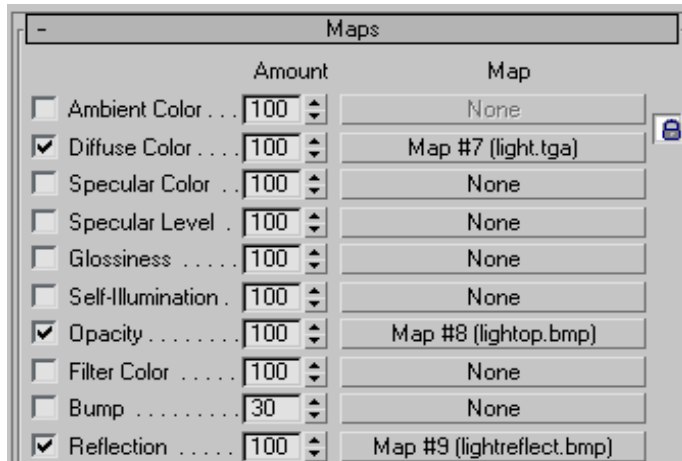 - Maps
Amount Map
Ambient Color . . . 100 None
Diffuse Color . . . . 100 Map #7 (light.tga)
Specular Color . . 100 None
Specular Level . 100 None
Glossiness . . . . . 100 None
Self-Illumination . 100 None
Opacity . . . . . . . . 100 Map #8 (lightop.bmp)
Filter Color . . . . . 100 None
Bump . . . . . . . . . 30 None
Reflection . . . . . 100 Map #9 (lightreflect.bmp)